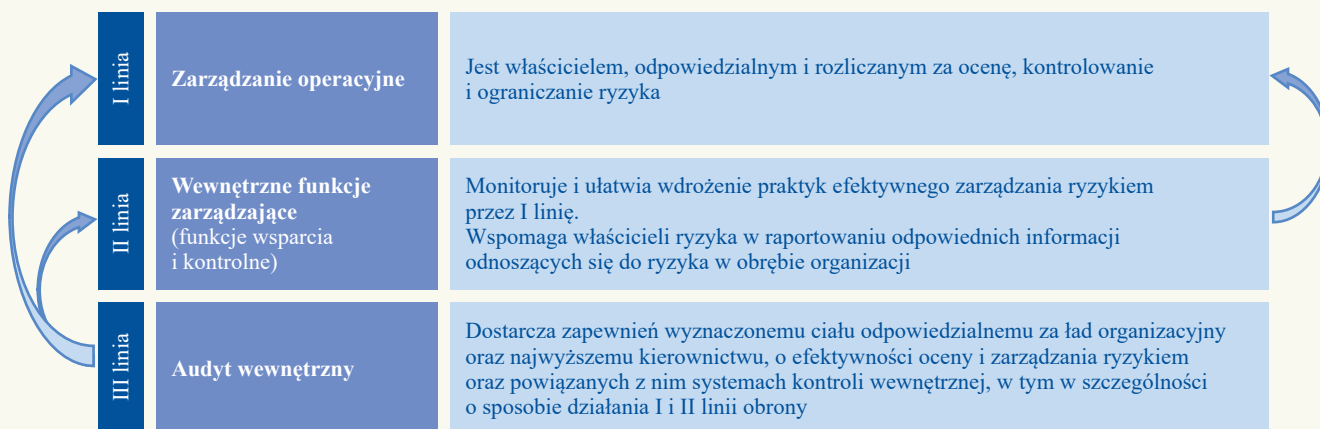 I linia
Zarządzanie operacyjne
Jest właścicielem, odpowiedzialnym i rozliczanym za ocenę, kontrolowanie
i ograniczanie ryzyka
II linia
Wewnętrzne funkcje
zarządzające
(funkcje wsparcia
i kontrolne)
Monitoruje i ułatwia wdrożenie praktyk efektywnego zarządzania ryzykiem
przez I linię.
Wspomaga właścicieli ryzyka w raportowaniu odpowiednich informacji
odnoszących się do ryzyka w obrębie organizacji
III linia
Audyt wewnętrzny
Dostarcza zapewnień wyznaczonemu ciału odpowiedzialnemu za ład organizacyjny
oraz najwyższemu kierownictwu, o efektywności oceny i zarządzania ryzykiem
oraz powiązanych z nim systemach kontroli wewnętrznej, w tym w szczególności
o sposobie działania I i II linii obrony